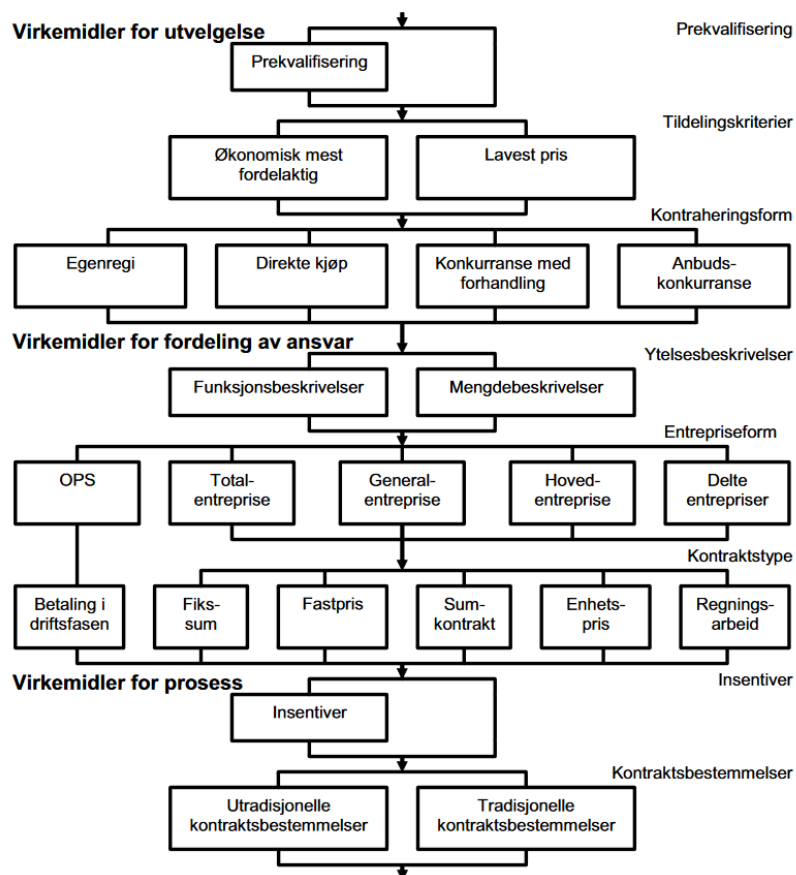 Virkemidler for utvelgelse
Prekvalifisering
Prekvalifisering
Tildelingskriterier
Økonomisk mest
fordelaktig
Lavest pris
Kontraheringsform
Egenregi
Direkte kjøp
Konkurranse med
forhandling
Anbuds-
konkurranse
Virkemidler for fordeling av ansvar
Ytelsesbeskrivelser
Funksjonsbeskrivelser
Mengdebeskrivelser
Entrepriseform
OPS
Total-
entreprise
General-
entreprise
Hoved-
entreprise
Delte
entrepriser
Kontraktstype
Betaling i
driftsfasen
Fiks-
sum
Fastpris
Sum-
kontrakt
Enhets-
pris
Regnings-
arbeid
Virkemidler for prosess
Insentiver
Insentiver
Kontraktsbestemmelser
Utradisjonelle
kontraktsbestemmelser
Tradisjonelle
kontraktsbestemmelser